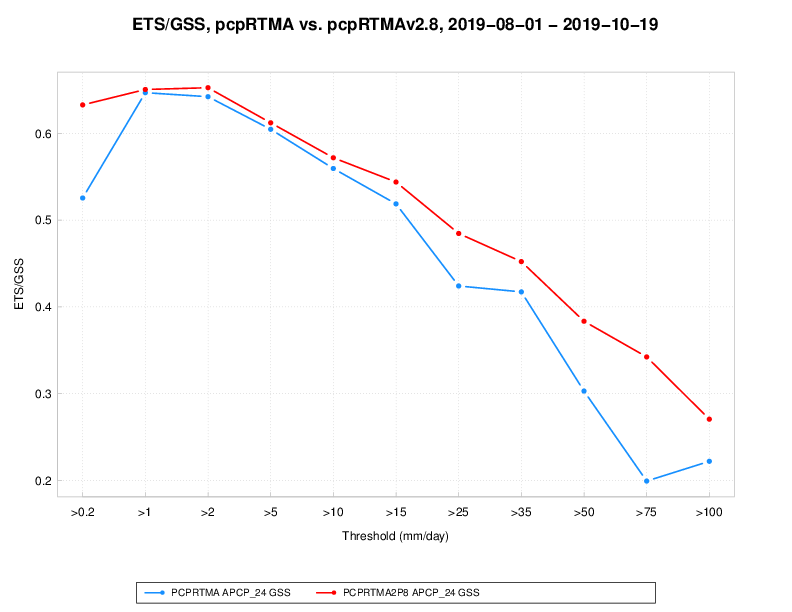 ETS/GSS, pcpRTMA vs. pcpRTMAv2.8, 2019−08−01 − 2019−10−19
ETS/GSS
0.6
0.5
0.4
0.3
0.2
>0.2 >1 >2 >5 >10 >15 >25 >35 >50 >75 >100
Threshold (mm/day)
PCPRTMA APCP_24 GSS PCPRTMA2P8 APCP_24 GSS